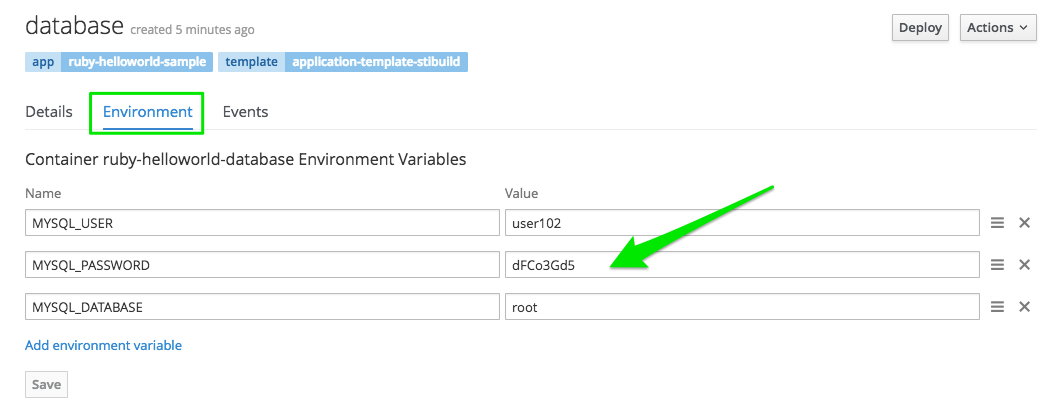 database created 5 minutes ago
Deploy
Actions
app ruby-helloworld-sample template application-template-stibuild
Details Environment Events
Container ruby-helloworld-database Environment Variables
Name Value
MYSQL_USER user102
MYSQL_PASSWORD dFCo3Gd5
MYSQL_DATABASE root
Add environment variable
Save